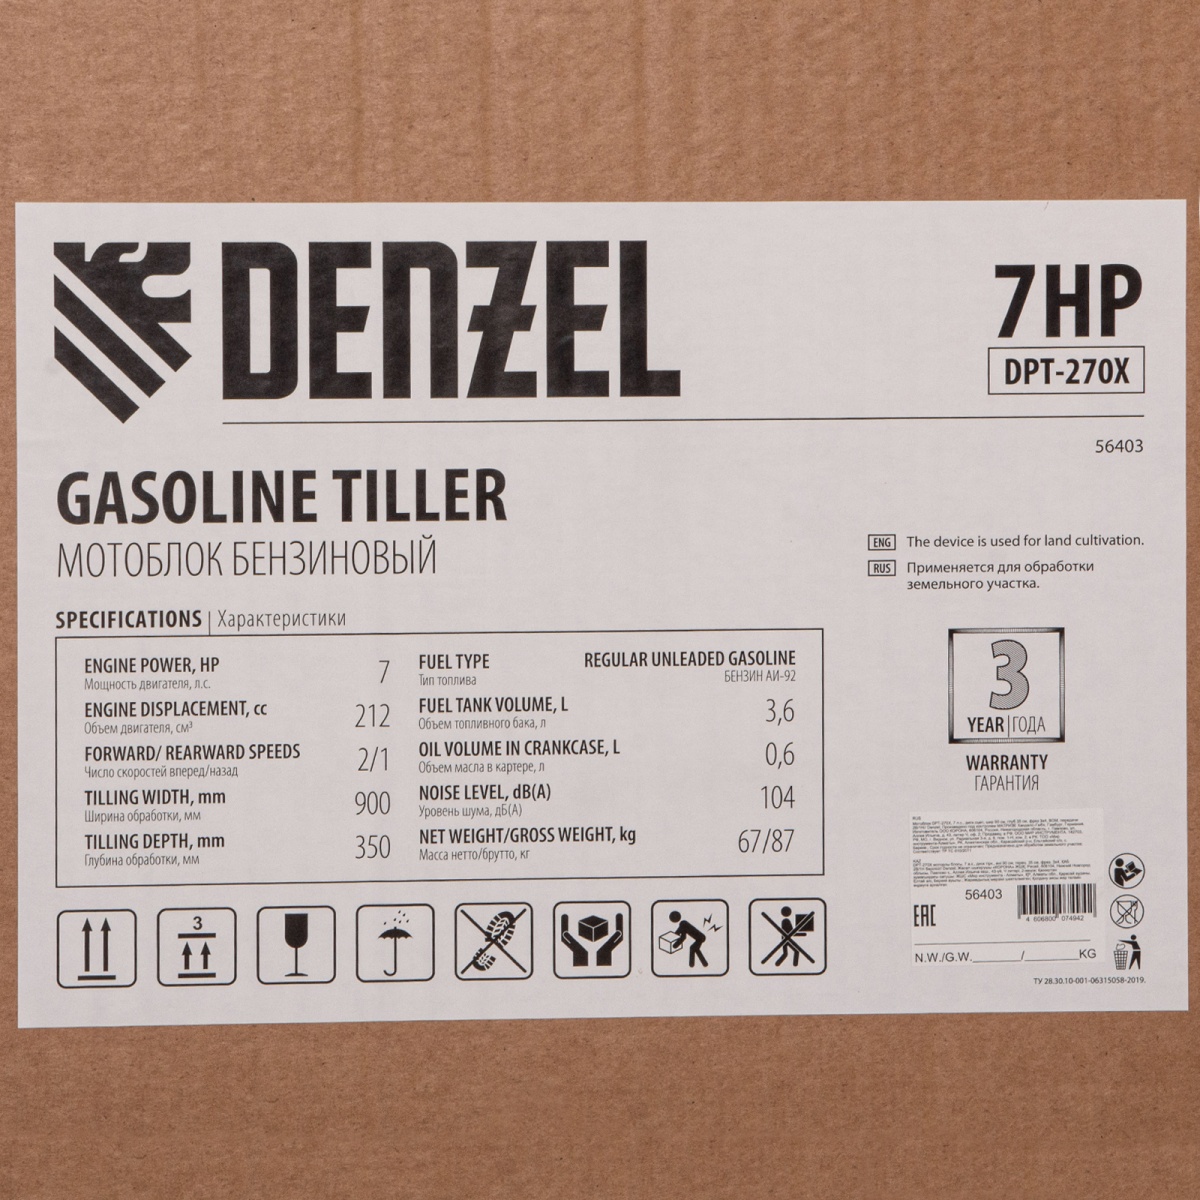 DENZEL
7HP
DPT-270X
56403
GASOLINE TILLER
МОТОБЛОК БЕНЗИНОВЫЙ
ENG The device is used for land cultivation.
RUS Применяется для обработки
земельного участка.
SPECIFICATIONS | Характеристики
ENGINE POWER, HP 7
Мощность двигателя, л.с.
ENGINE DISPLACEMENT, cc 212
Объем двигателя, см³
FORWARD/ REARWARD SPEEDS 2/1
Число скоростей вперед/назад
TILLING WIDTH, mm 900
Ширина обработки, мм
TILLING DEPTH, mm 350
Глубина обработки, мм
FUEL TYPE REGULAR UNLEADED GASOLINE
Тип топлива БЕНЗИН АИ-92
FUEL TANK VOLUME, L 3,6
Объем топливного бака, л
OIL VOLUME IN CRANKCASE, L 0,6
Объем масла в картере, л
NOISE LEVEL, dB(A) 104
Уровень шума, дБ(А)
NET WEIGHT/GROSS WEIGHT, kg 67/87
Масса нетто/брутто, кг
3
YEAR | ГОДА
WARRANTY
ГАРАНТИЯ
3
56403
EAC
4 606800 074942
N.W./G.W.______/______KG
ТУ 28.30.10-001-06315058-2019.